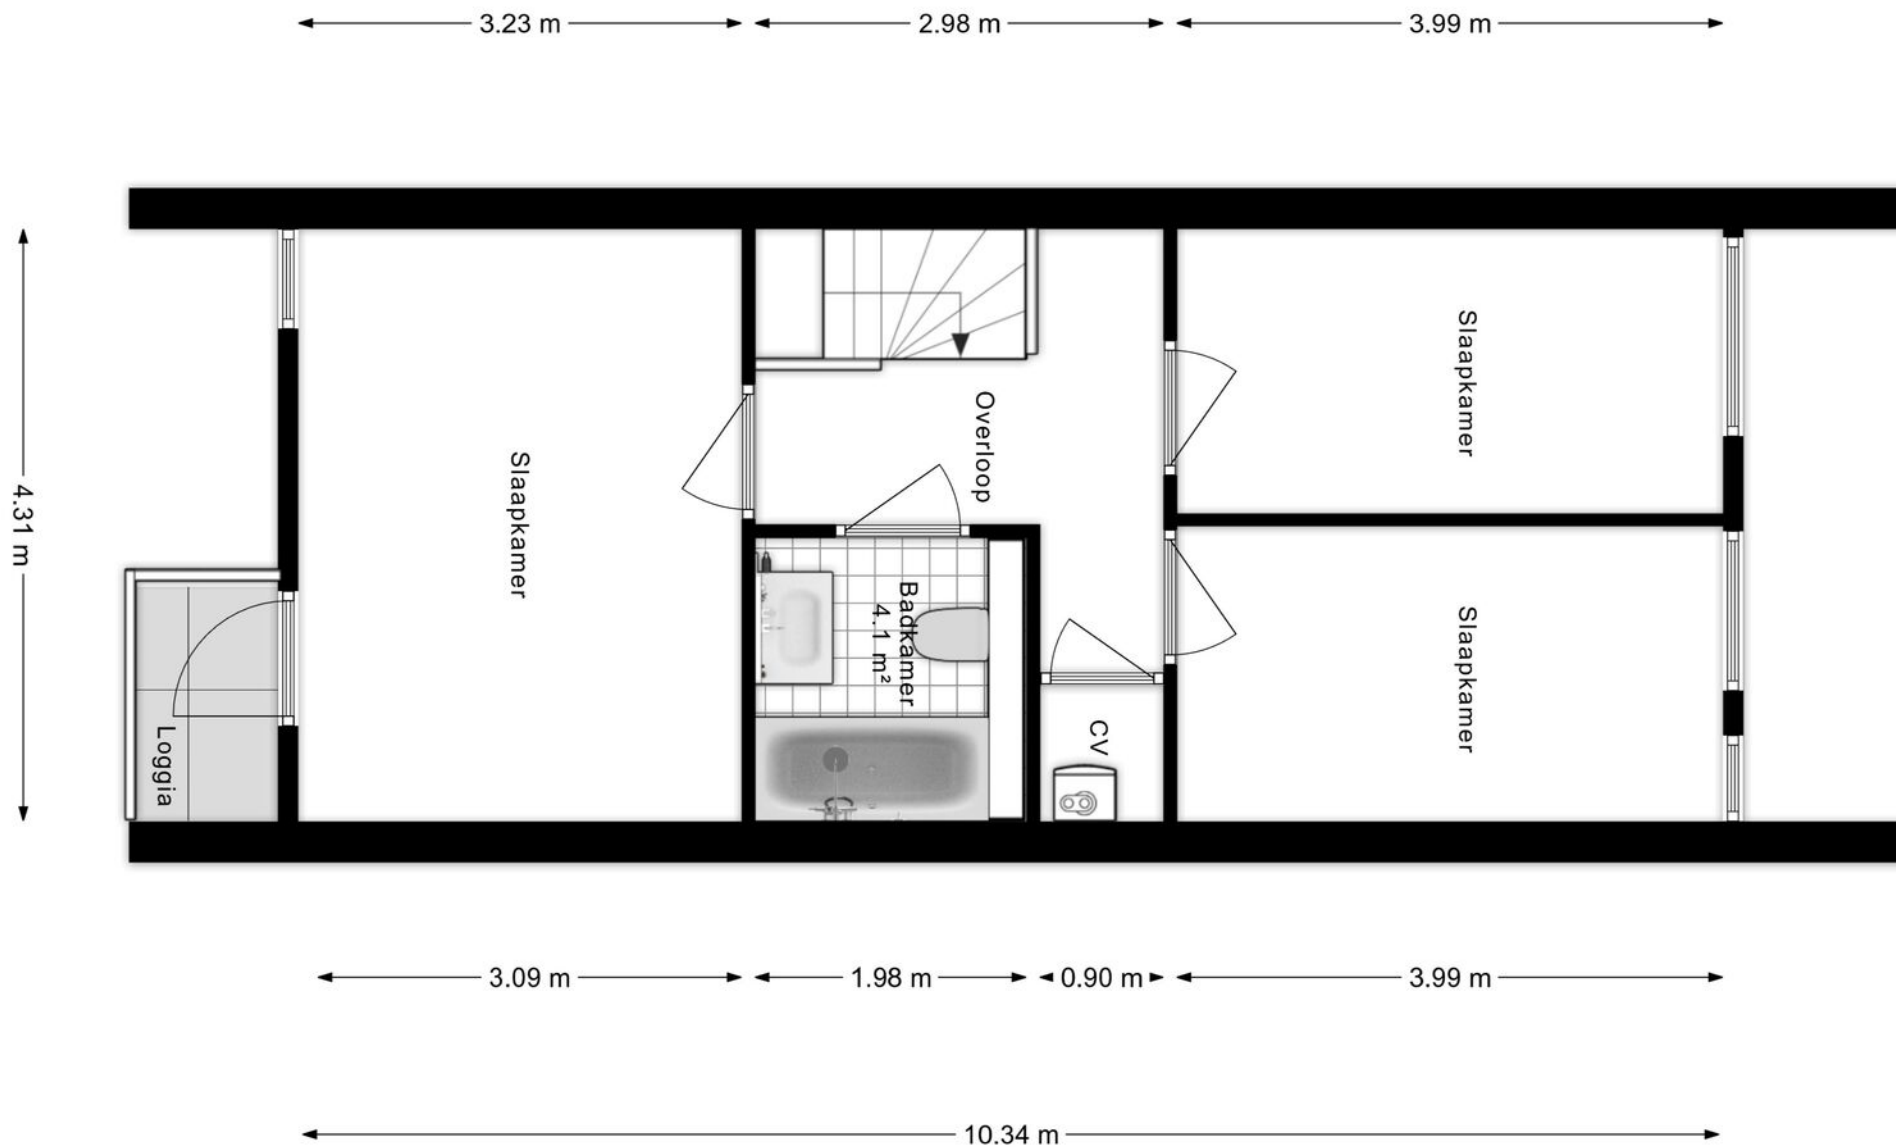 3.23 m
2.98 m
3.99 m
4.31 m
Slaapkamer
Overloop
Slaapkamer
Badkamer
4.1 m²
Slaapkamer
CV
Loggia
3.09 m
1.98 m
0.90 m
3.99 m
10.34 m